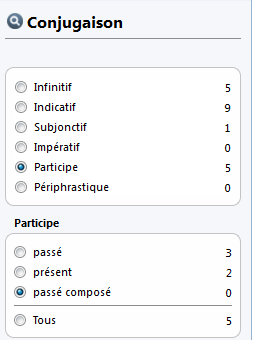 Conjugaison
Infinitif 5
Indicatif 9
Subjonctif 1
Impératif 0
Participe 5
Périphrastique 0
Participe
passé 3
présent 2
passé composé 0
Tous 5